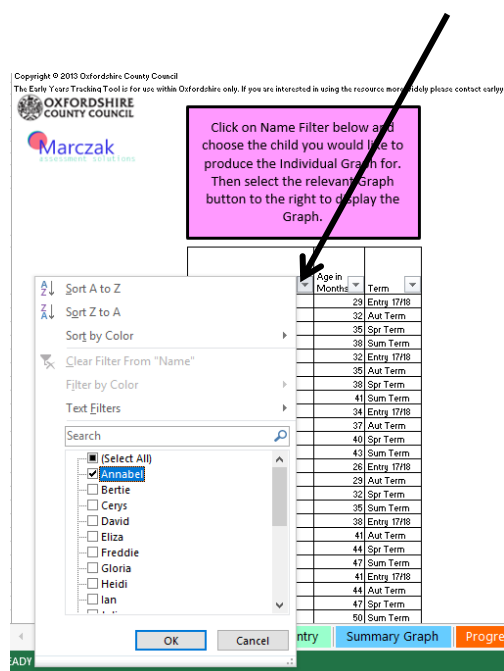 Copyright © 2013 Oxfordshire County Council
The Early Years Tracking Tool is for use within Oxfordshire only. If you are interested in using the resource more widely please contact earlyy
OXFORDSHIRE
COUNTY COUNCIL
Marczak
assessment solutions
Click on Name Filter below and
choose the child you would like to
produce the Individual Graph for.
Then select the relevant Graph
button to the right to display the
Graph.
Age in
Months Term
29 Entry 17/18
32 Aut Term
35 Spr Term
38 Sum Term
32 Entry 17/18
35 Aut Term
38 Spr Term
41 Sum Term
34 Entry 17/18
37 Aut Term
40 Spr Term
43 Sum Term
26 Entry 17/18
29 Aut Term
32 Spr Term
35 Sum Term
38 Entry 17/18
41 Aut Term
44 Spr Term
47 Sum Term
41 Entry 17/18
44 Aut Term
47 Spr Term
50 Sum Term
Sort A to Z
Sort Z to A
Sort by Color
Clear Filter From "Name"
Filter by Color
Text Filters
Search
(Select All)
Annabel
Bertie
Cerys
David
Eliza
Freddie
Gloria
Heidi
Ian
OK Cancel
ntry Summary Graph Progre
EADY